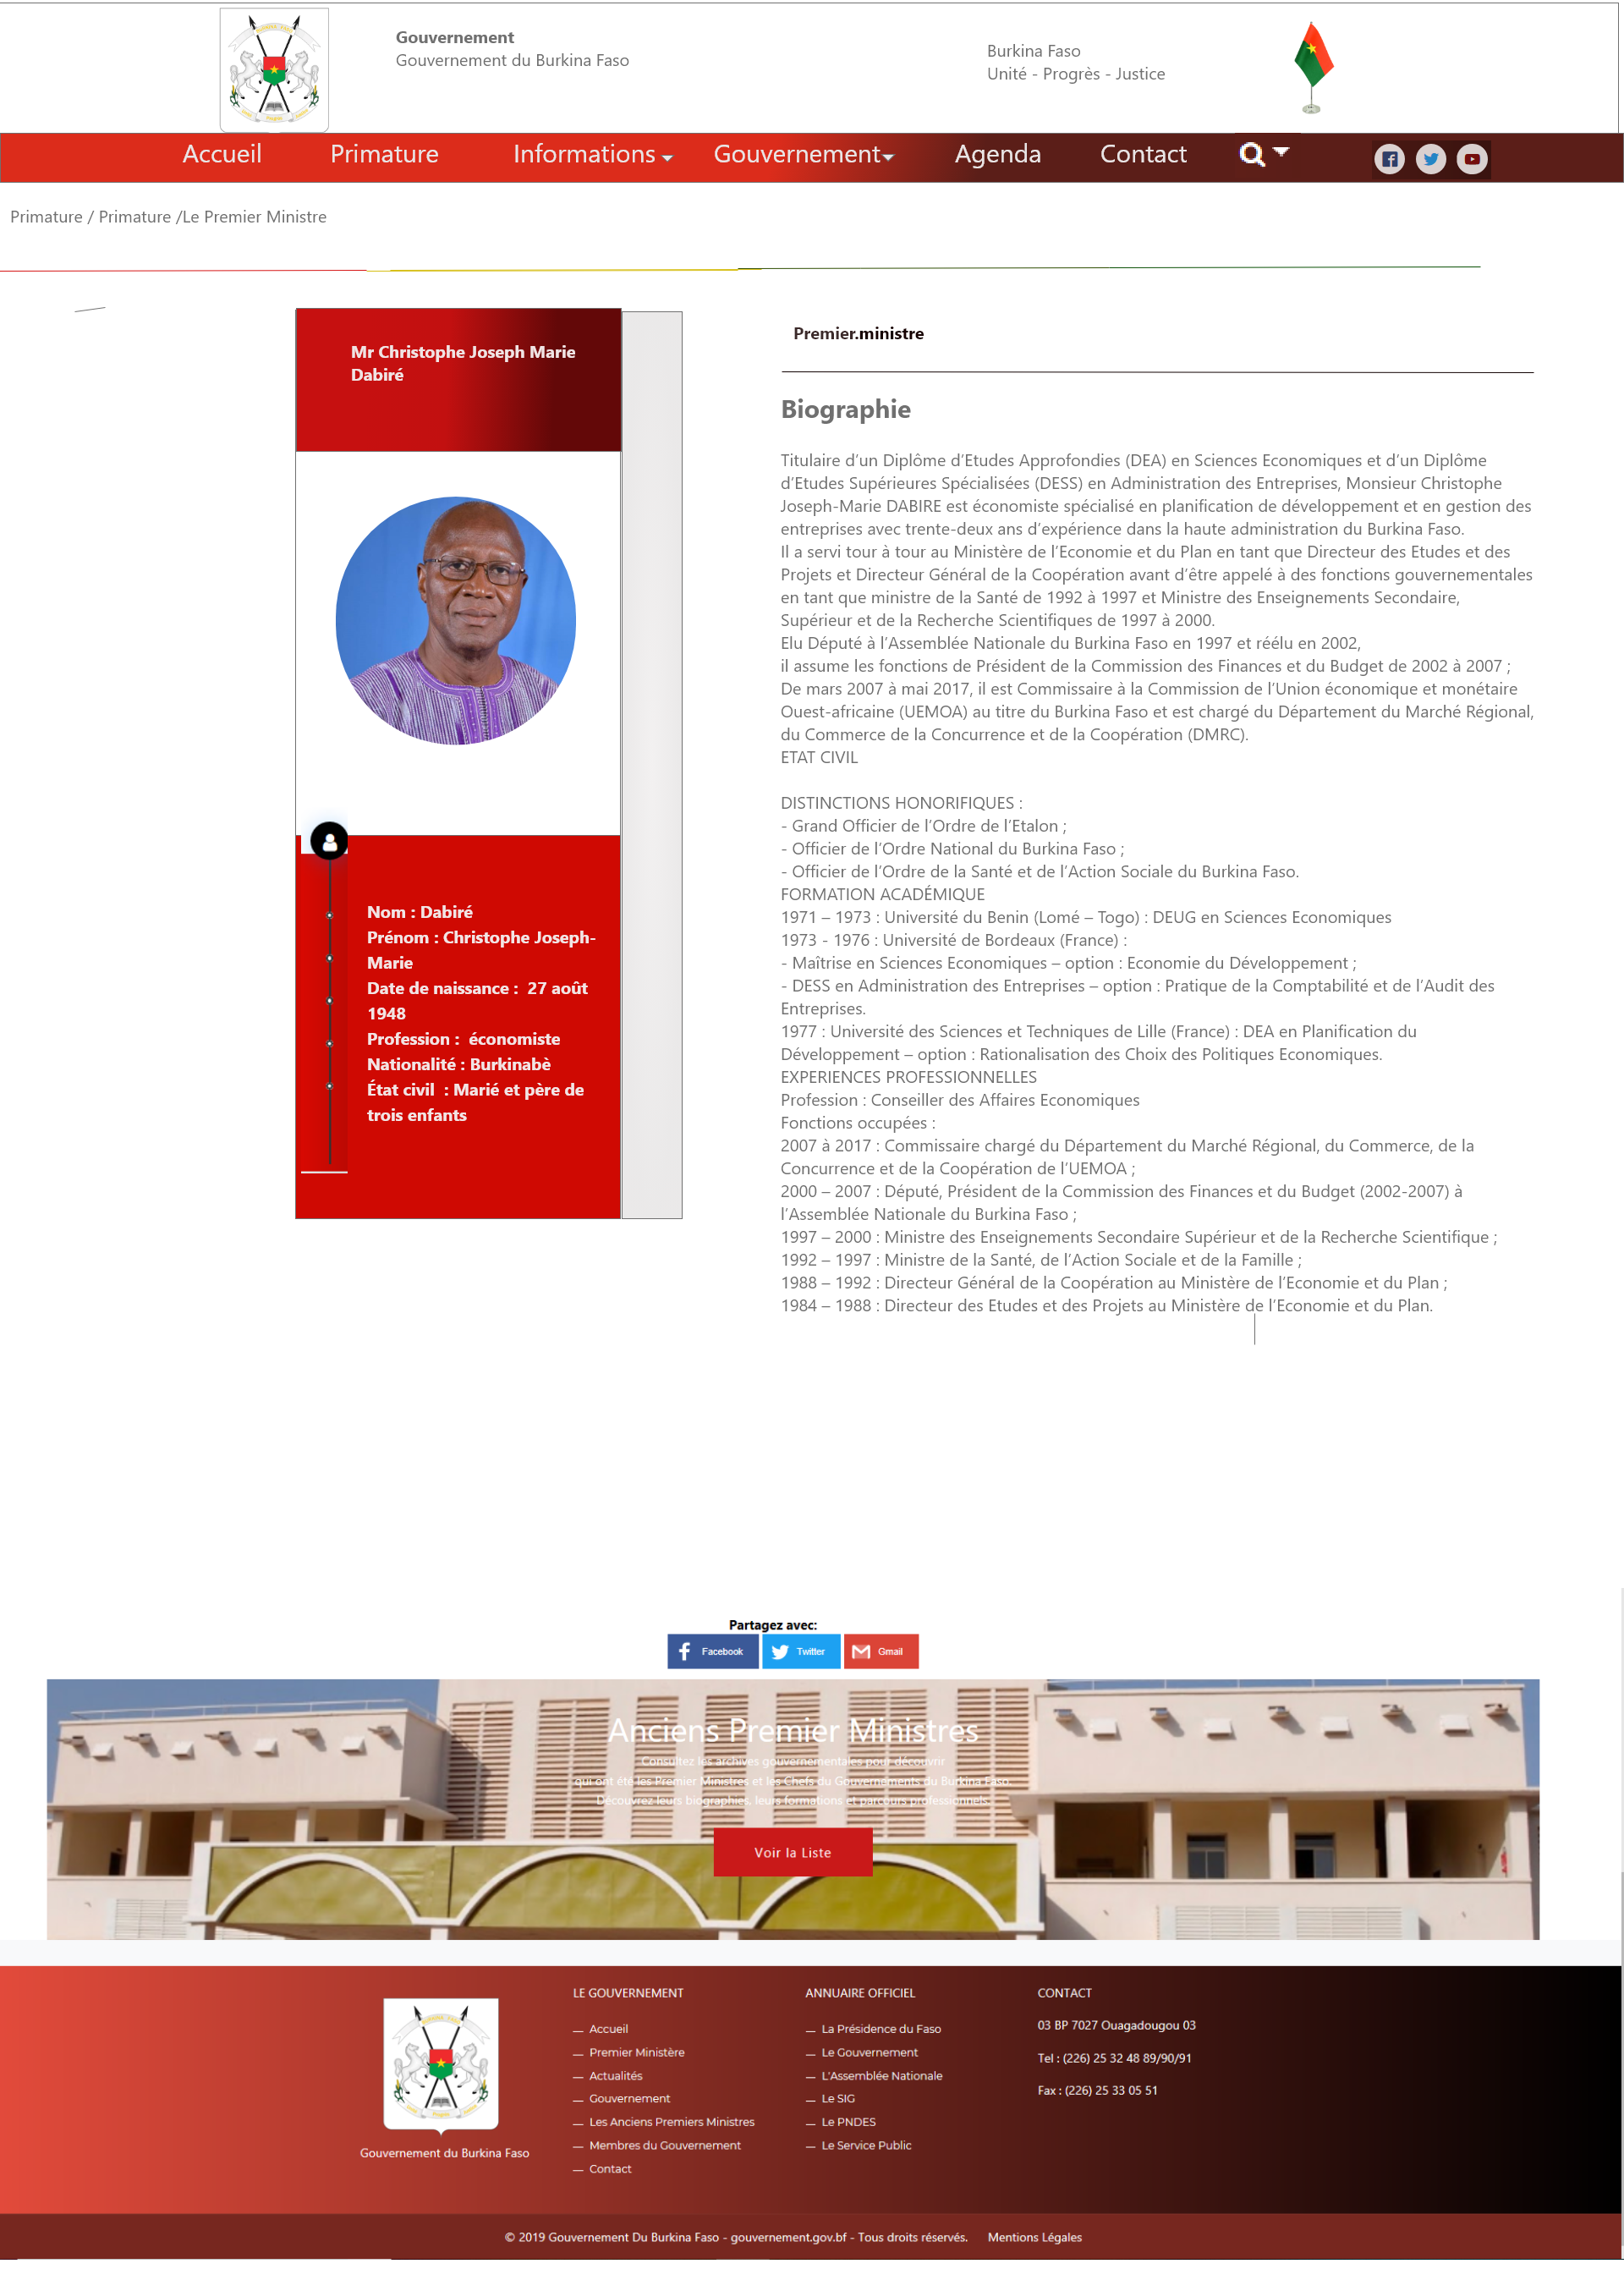 Gouvernement
Gouvernement du Burkina Faso
Burkina Faso
Unité - Progrès - Justice
Accueil Primature Informations Gouvernement Agenda Contact
Primature / Primature /Le Premier Ministre
Mr Christophe Joseph Marie
Dabiré
Nom : Dabiré
Prénom : Christophe Joseph-
Marie
Date de naissance : 27 août
1948
Profession : économiste
Nationalité : Burkinabè
État civil : Marié et père de
trois enfants
Premier.ministre
Biographie
Titulaire d'un Diplôme d'Etudes Approfondies (DEA) en Sciences Economiques et d'un Diplôme
d'Etudes Supérieures Spécialisées (DESS) en Administration des Entreprises, Monsieur Christophe
Joseph-Marie DABIRE est économiste spécialisé en planification de développement et en gestion des
entreprises avec trente-deux ans d'expérience dans la haute administration du Burkina Faso.
Il a servi tour à tour au Ministère de l'Economie et du Plan en tant que Directeur des Etudes et des
Projets et Directeur Général de la Coopération avant d'être appelé à des fonctions gouvernementales
en tant que ministre de la Santé de 1992 à 1997 et Ministre des Enseignements Secondaire,
Supérieur et de la Recherche Scientifiques de 1997 à 2000.
Elu Député à l'Assemblée Nationale du Burkina Faso en 1997 et réélu en 2002,
il assume les fonctions de Président de la Commission des Finances et du Budget de 2002 à 2007 ;
De mars 2007 à mai 2017, il est Commissaire à la Commission de l'Union économique et monétaire
Ouest-africaine (UEMOA) au titre du Burkina Faso et est chargé du Département du Marché Régional,
du Commerce de la Concurrence et de la Coopération (DMRC).
ETAT CIVIL
DISTINCTIONS HONORIFIQUES :
- Grand Officier de l'Ordre de l'Etalon ;
- Officier de l'Ordre National du Burkina Faso ;
- Officier de l'Ordre de la Santé et de l'Action Sociale du Burkina Faso.
FORMATION ACADÉMIQUE
1971 – 1973 : Université du Benin (Lomé – Togo) : DEUG en Sciences Economiques
1973 - 1976 : Université de Bordeaux (France) :
- Maîtrise en Sciences Economiques – option : Economie du Développement ;
- DESS en Administration des Entreprises – option : Pratique de la Comptabilité et de l'Audit des
Entreprises.
1977 : Université des Sciences et Techniques de Lille (France) : DEA en Planification du
Développement – option : Rationalisation des Choix des Politiques Economiques.
EXPERIENCES PROFESSIONNELLES
Profession : Conseiller des Affaires Economiques
Fonctions occupées :
2007 à 2017 : Commissaire chargé du Département du Marché Régional, du Commerce, de la
Concurrence et de la Coopération de l'UEMOA ;
2000 – 2007 : Député, Président de la Commission des Finances et du Budget (2002-2007) à
l'Assemblée Nationale du Burkina Faso ;
1997 – 2000 : Ministre des Enseignements Secondaire Supérieur et de la Recherche Scientifique ;
1992 – 1997 : Ministre de la Santé, de l'Action Sociale et de la Famille ;
1988 – 1992 : Directeur Général de la Coopération au Ministère de l'Economie et du Plan ;
1984 – 1988 : Directeur des Etudes et des Projets au Ministère de l'Economie et du Plan.
Partagez avec:
Facebook Twitter Gmail
Anciens Premier Ministres
Consultez les archives gouvernementales pour découvrir
qui ont été les Premier Ministres et les Chefs du Gouvernements du Burkina Faso.
Découvrez leurs biographies, leurs formations et parcours professionnels.
Voir la Liste
Gouvernement du Burkina Faso
LE GOUVERNEMENT
Accueil
Premier Ministère
Actualités
Gouvernement
Les Anciens Premiers Ministres
Membres du Gouvernement
Contact
ANNUAIRE OFFICIEL
La Présidence du Faso
Le Gouvernement
L'Assemblée Nationale
Le SIG
Le PNDES
Le Service Public
CONTACT
03 BP 7027 Ouagadougou 03
Tel : (226) 25 32 48 89/90/91
Fax : (226) 25 33 05 51
© 2019 Gouvernement Du Burkina Faso - gouvernement.gov.bf - Tous droits réservés. Mentions Légales